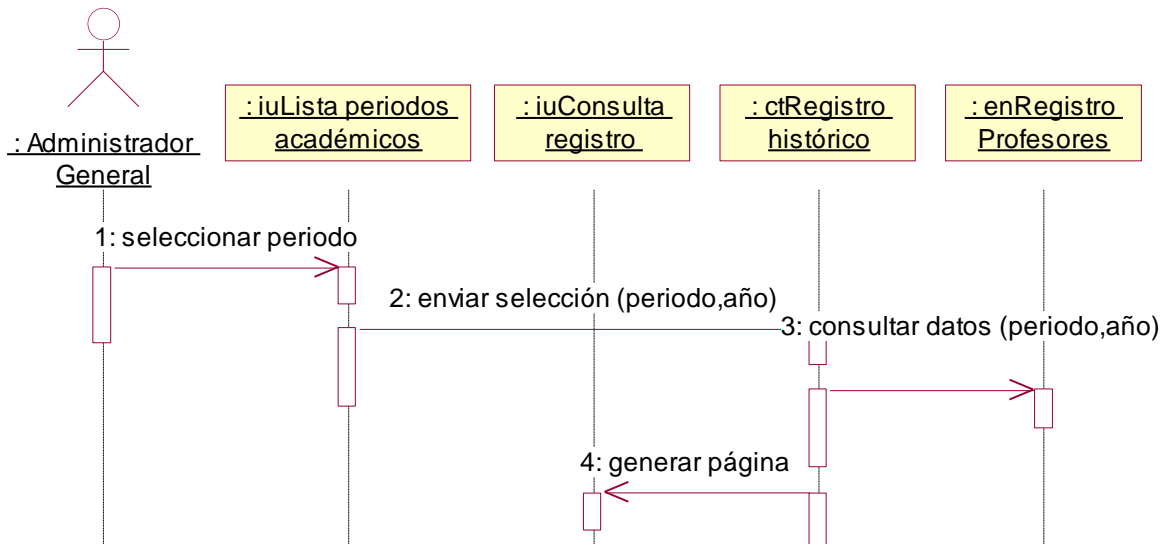 : Administrador
General
: iuLista periodos
académicos
: iuConsulta
registro
: ctRegistro
histórico
: enRegistro
Profesores
1: seleccionar periodo
2: enviar selección (periodo,año)
3: consultar datos (periodo,año)
4: generar página